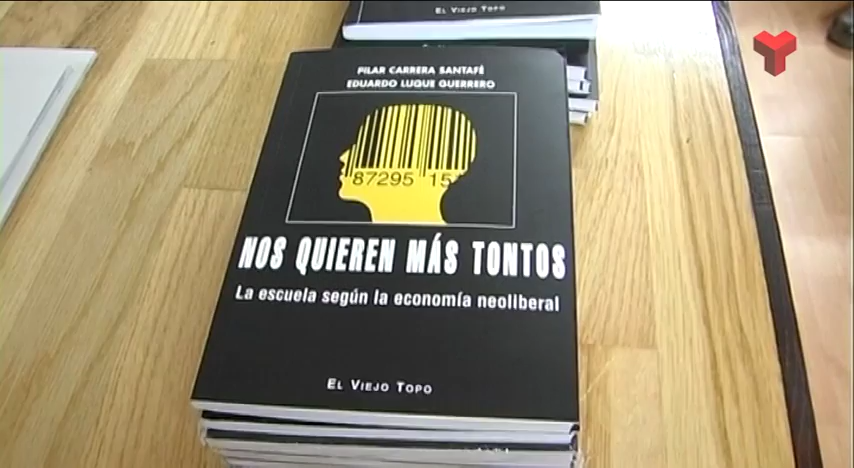 EL VIEJO TOPO
PILAR CARRERA SANTAFÉ
EDUARDO LUQUE GUERRERO
87295 15
NOS QUIEREN MÁS TONTOS
La escuela según la economía neoliberal
EL VIEJO TOPO